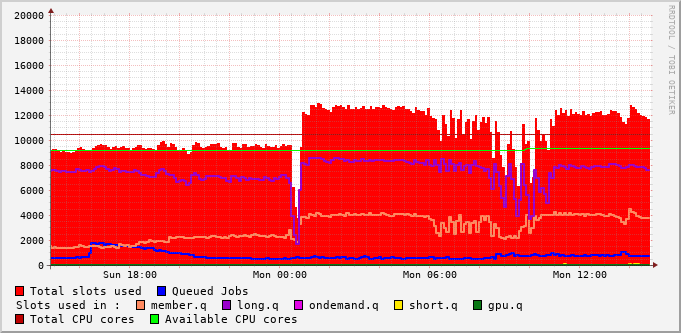 20000
18000
16000
14000
12000
10000
8000
6000
4000
2000
0
Sun 18:00 Mon 00:00 Mon 06:00 Mon 12:00
RRDTOOL / TOBI OETIKER
Total slots used Queued Jobs
Slots used in : member.q long.q ondemand.q short.q gpu.q
Total CPU cores Available CPU cores